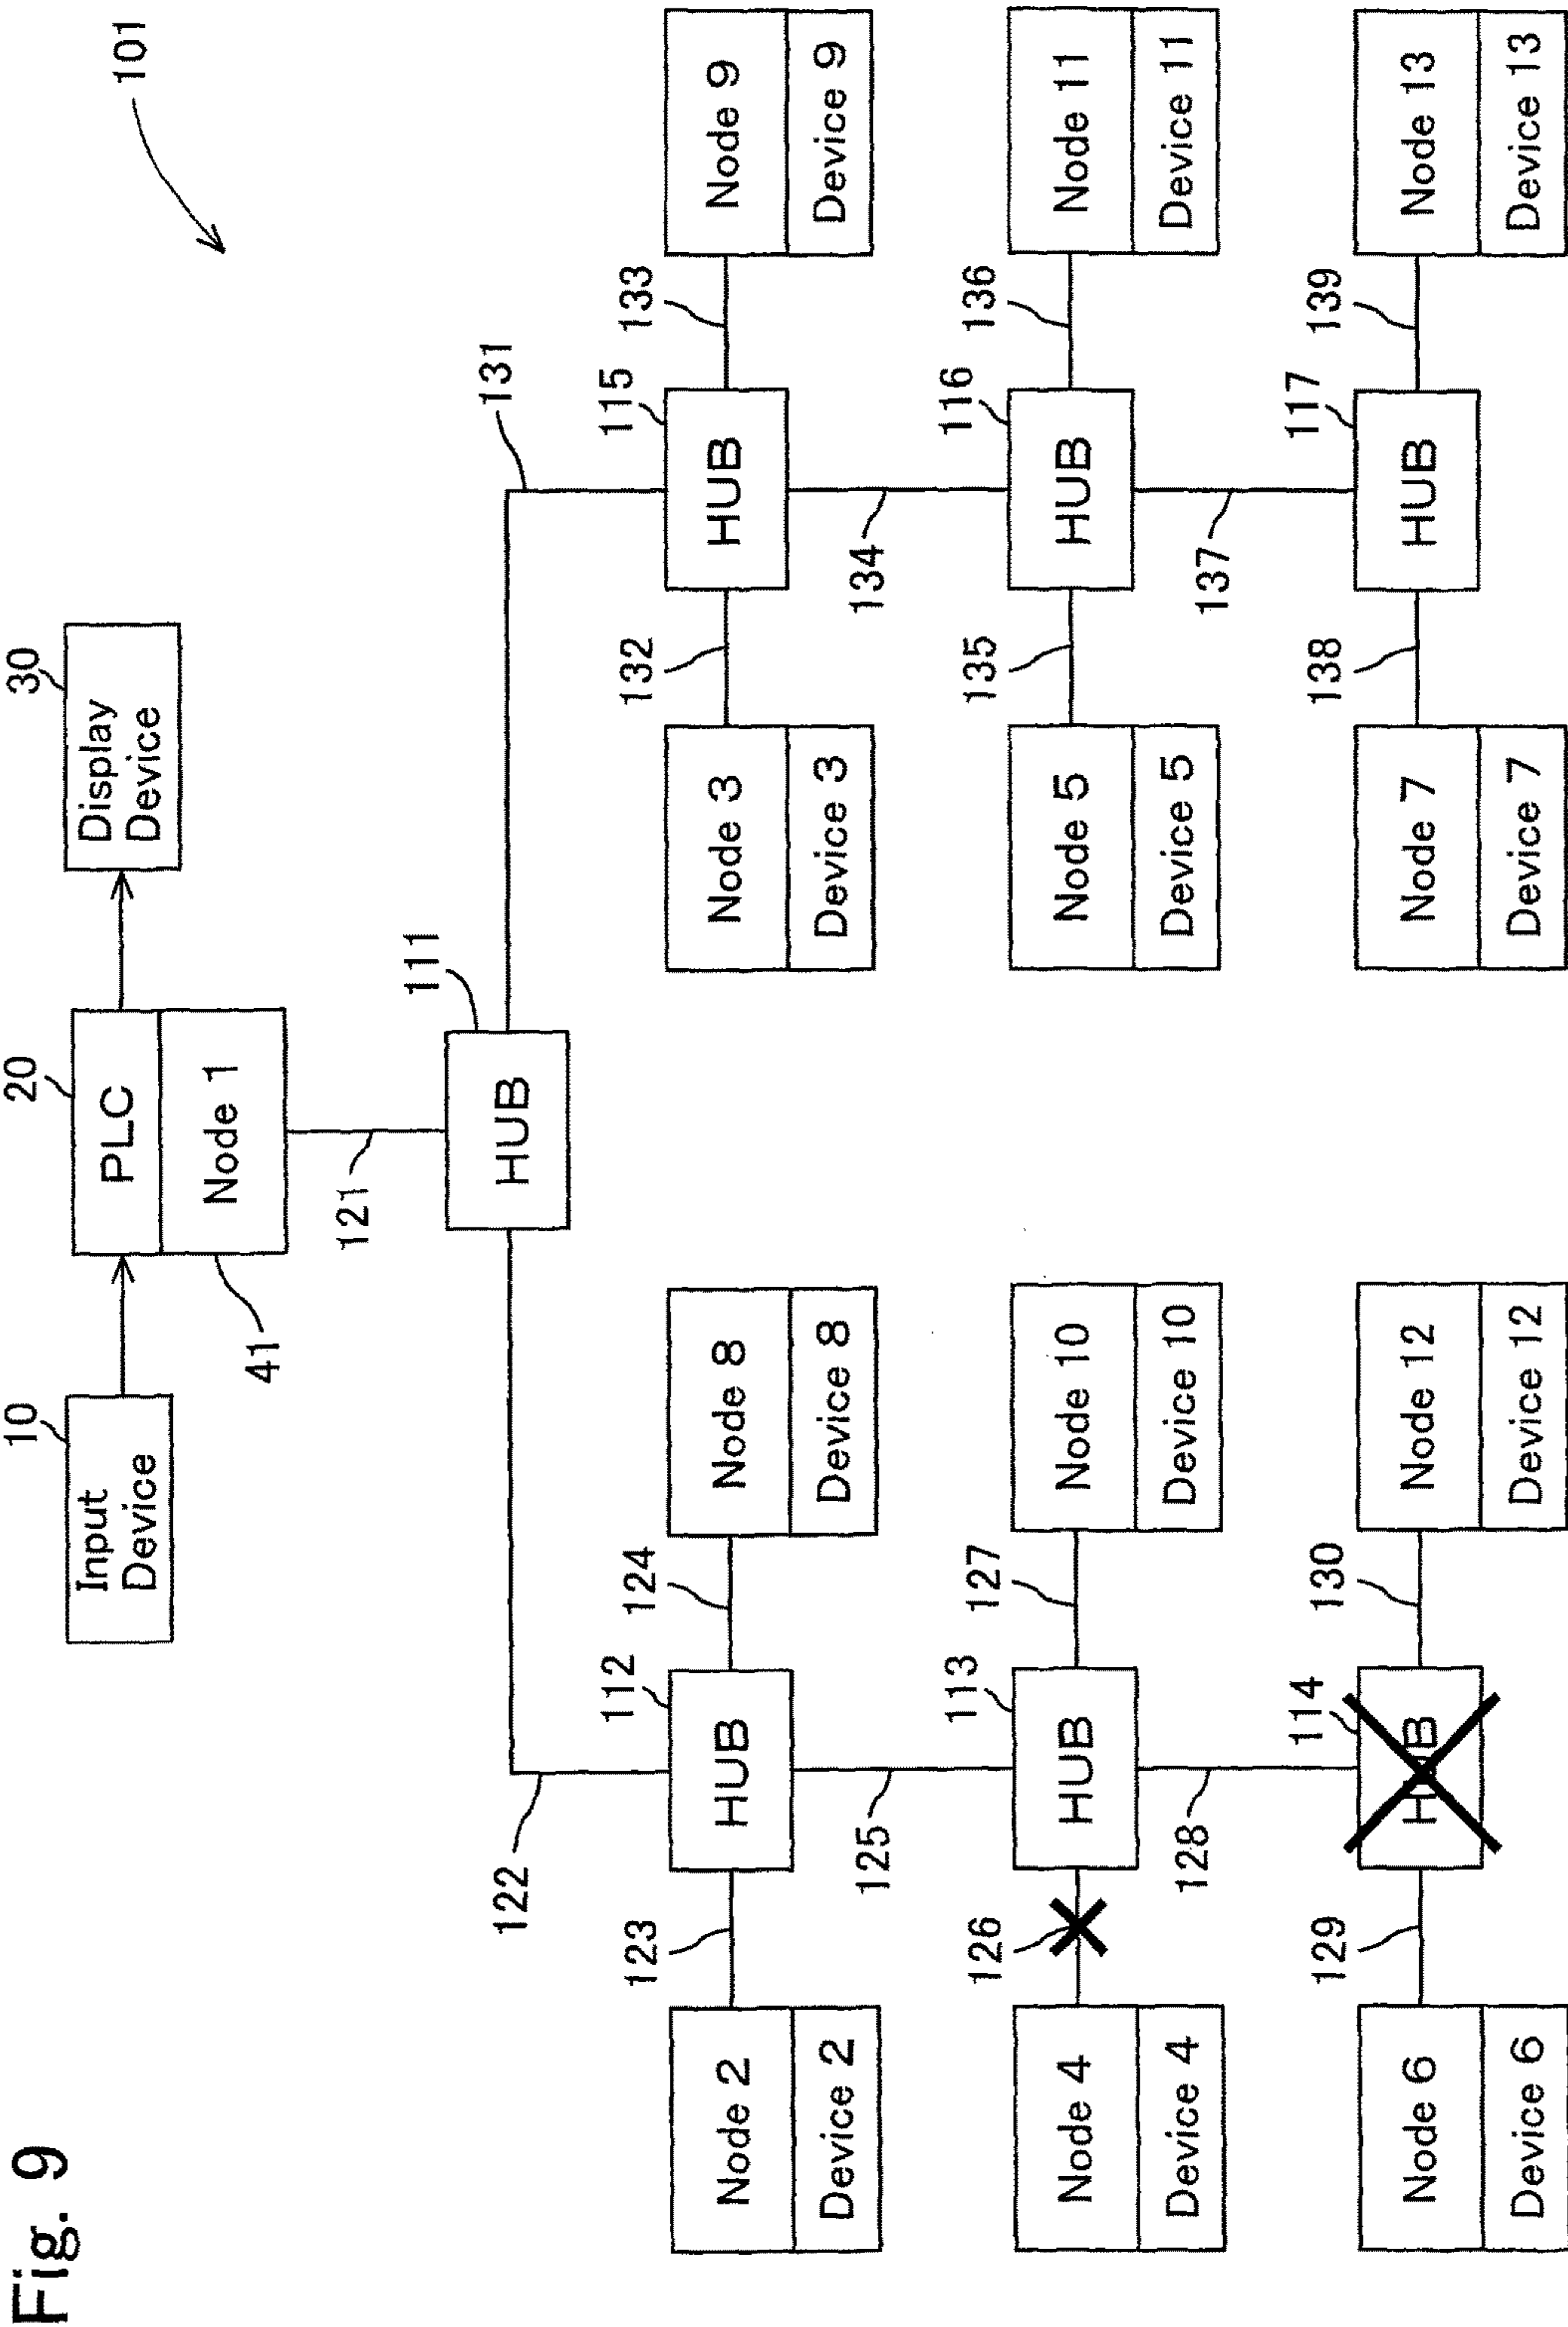 Fig. 9
101
10
Input
Device
20
PLC
Node 1
41
30
Display
Device
121
111
HUB
122
131
112
HUB
123
124
Node 2
Device 2
Node 8
Device 8
125
113
HUB
126
127
Node 4
Device 4
Node 10
Device 10
128
114
HUB
129
130
Node 6
Device 6
Node 12
Device 12
115
HUB
132
133
Node 3
Device 3
Node 9
Device 9
134
116
HUB
135
136
Node 5
Device 5
Node 11
Device 11
137
117
HUB
138
139
Node 7
Device 7
Node 13
Device 13